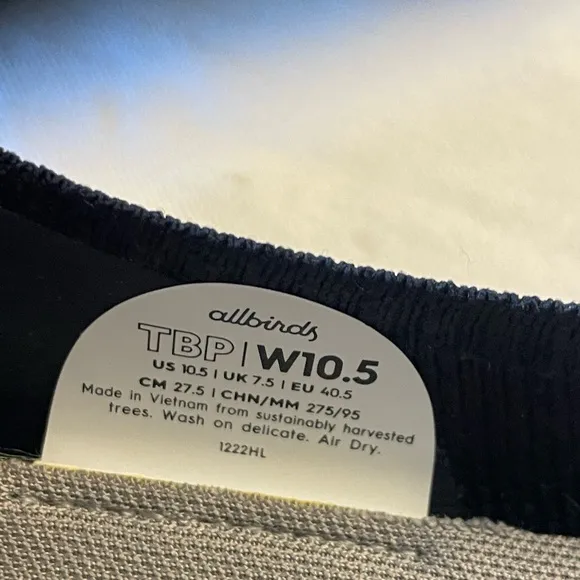 allbirds
TBP | W10.5
US 10.5 | UK 7.5 | EU 40.5
CM 27.5 | CHN/MM 275/95
Made in Vietnam from sustainably harvested
trees. Wash on delicate. Air Dry.
1222HL